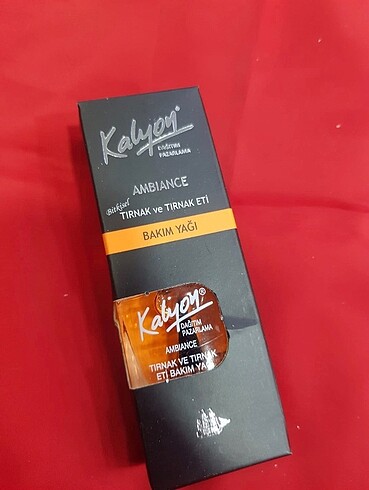 Kalyon®
DAĞITIM
PAZARLAMA
AMBIANCE
Bitkisel
TIRNAK ve TIRNAK ETİ
BAKIM YAĞI
Kalyon®
DAĞITIM
PAZARLAMA
AMBIANCE
TIRNAK VE TIRNAK
ETİ BAKIM YAĞI